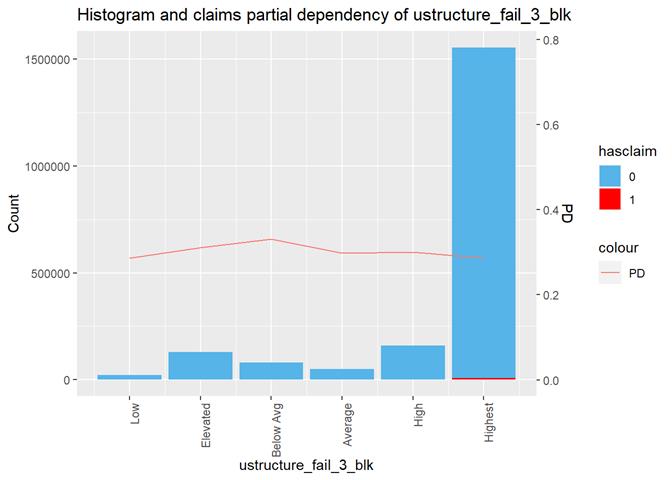 Histogram and claims partial dependency of ustructure_fail_3_blk
1500000
1000000
500000
0
Count
0.8
0.6
0.4
0.2
0.0
PD
Low
Elevated
Below Avg
Average
High
Highest
ustructure_fail_3_blk
hasclaim
0
1
colour
PD